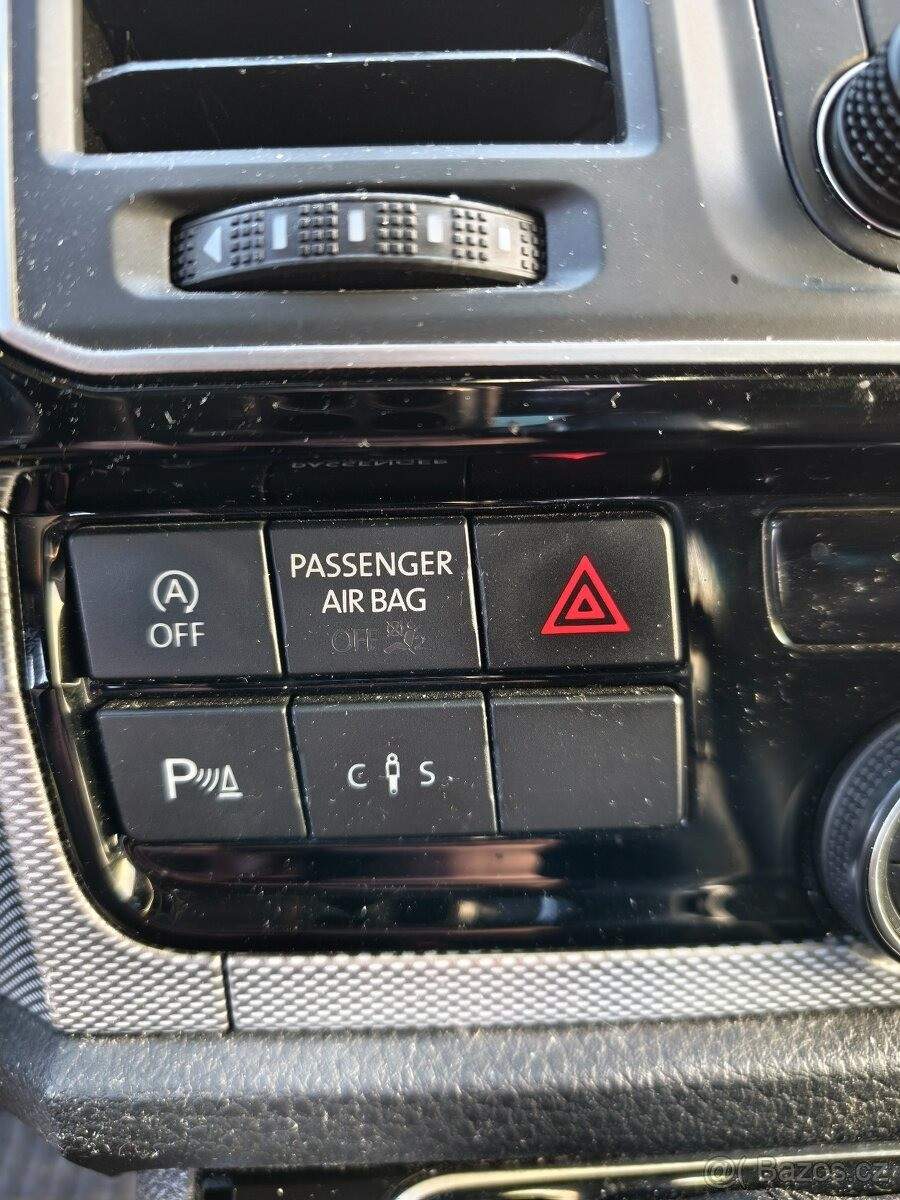 A
OFF
PASSENGER
AIR BAG
OFF
P
C S
Bazos.cz